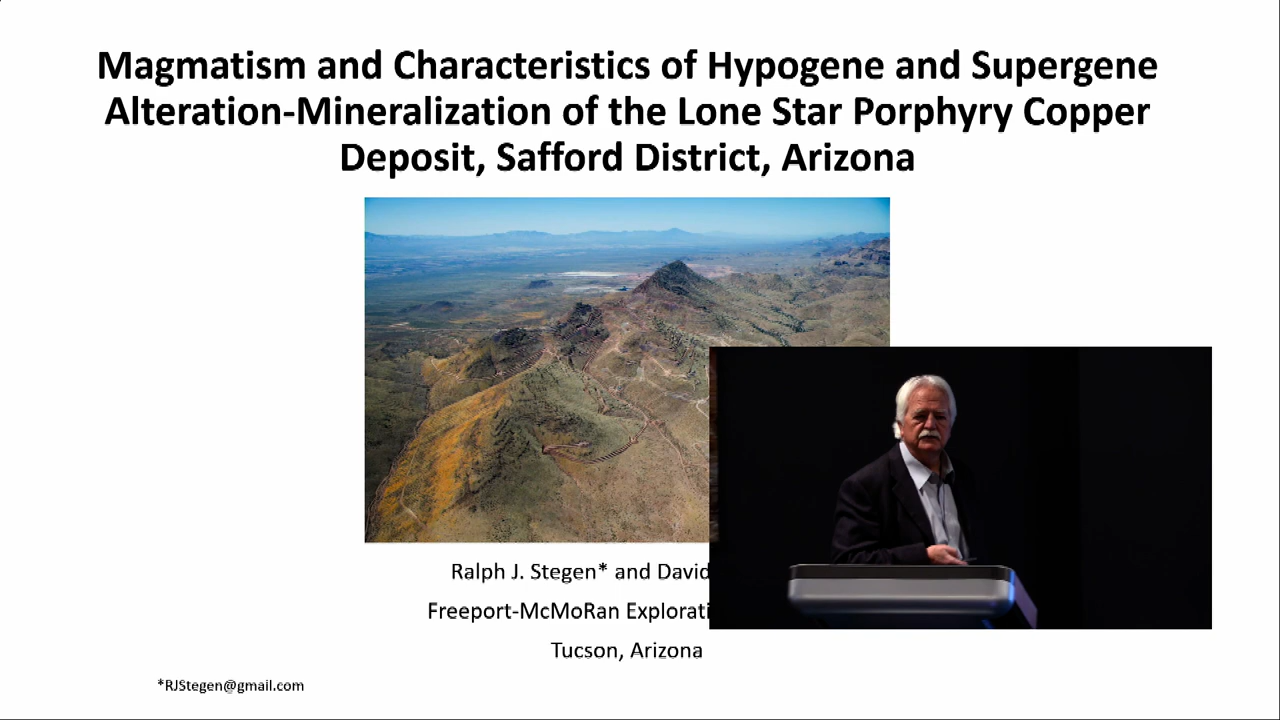 Magmatism and Characteristics of Hypogene and Supergene
Alteration-Mineralization of the Lone Star Porphyry Copper
Deposit, Safford District, Arizona
Ralph J. Stegen* and David
Freeport-McMoRan
Tucson, Arizona
*RJStegen@gmail.com